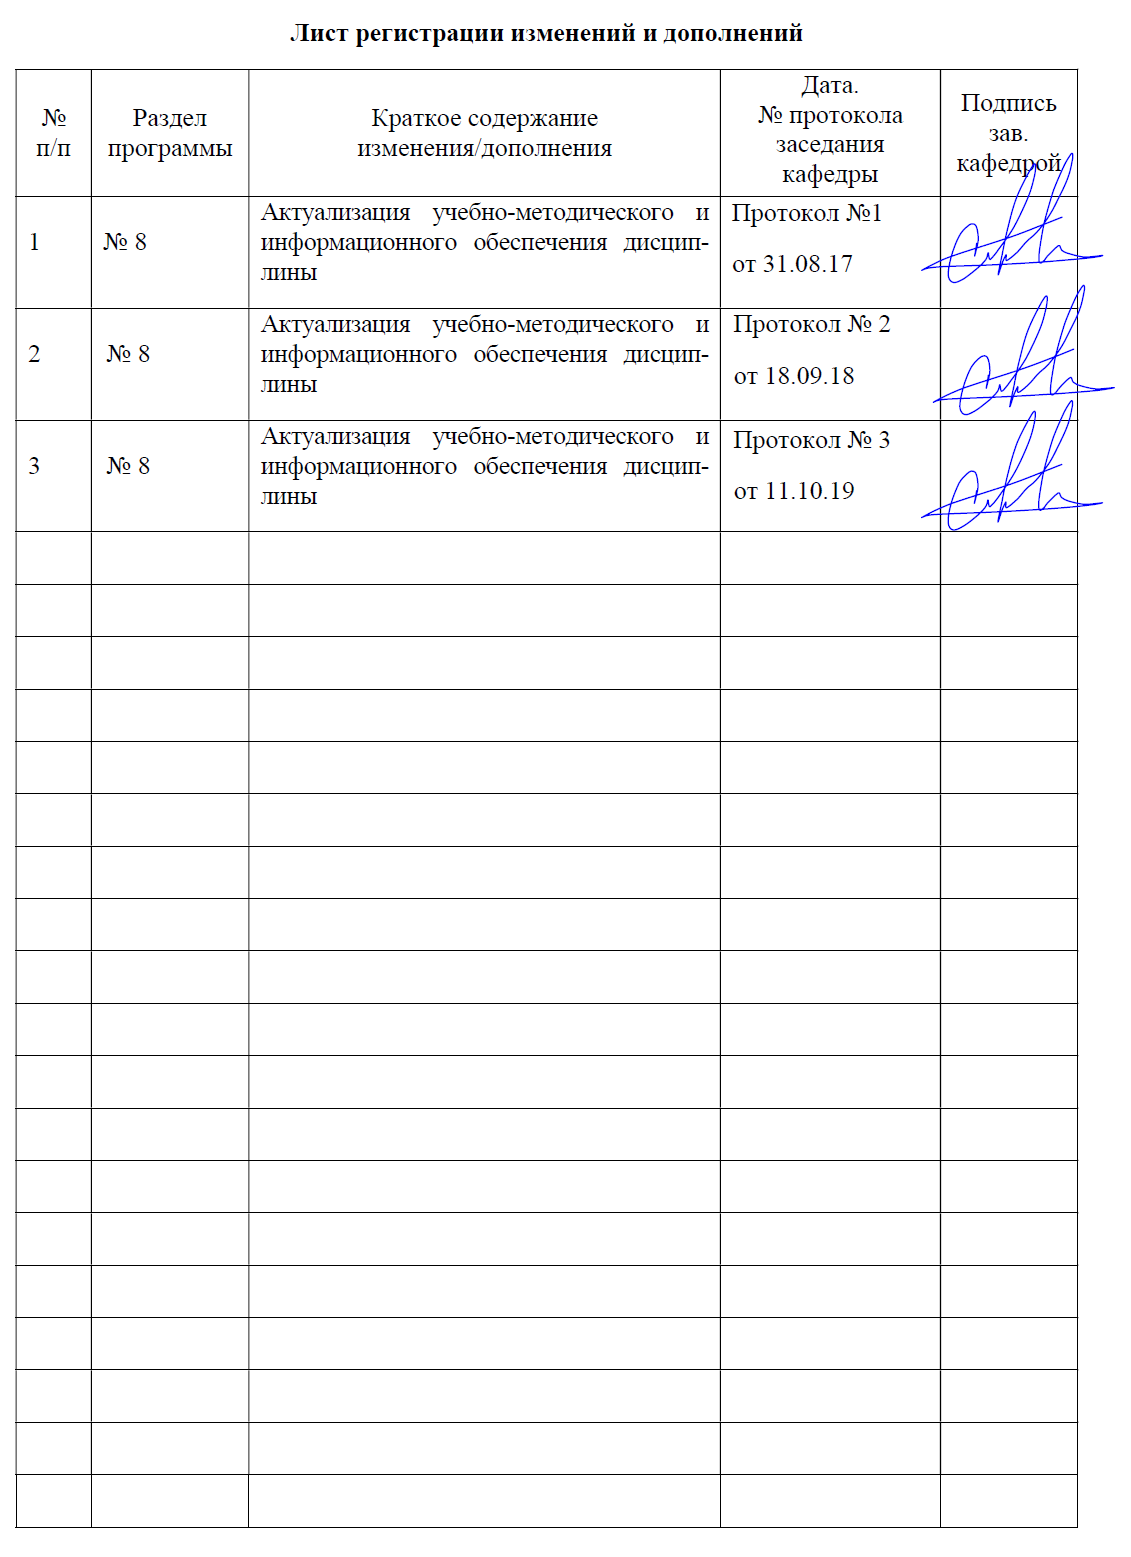 Лист регистрации изменений и дополнений
№
п/п
Раздел
программы
Краткое содержание
изменения/дополнения
Дата.
№ протокола
заседания
кафедры
Подпись
зав.
кафедрой
1
№ 8
Актуализация учебно-методического и
информационного обеспечения дисцип-
лины
Протокол №1
от 31.08.17
2
№ 8
Актуализация учебно-методического и
информационного обеспечения дисцип-
лины
Протокол № 2
от 18.09.18
3
№ 8
Актуализация учебно-методического и
информационного обеспечения дисцип-
лины
Протокол № 3
от 11.10.19